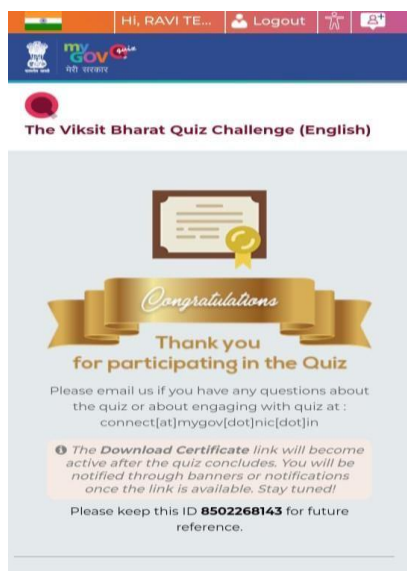 Hi, RAVI TE... Logout
my
GOV Quiz
मेरी सरकार
The Viksit Bharat Quiz Challenge (English)
Congratulations
Thank you
for participating in the Quiz
Please email us if you have any questions about
the quiz or about engaging with quiz at :
connect[at]mygov[dot]nic[dot]in
The Download Certificate link will become
active after the quiz concludes. You will be
notified through banners or notifications
once the link is available. Stay tuned!
Please keep this ID 8502268143 for future
reference.